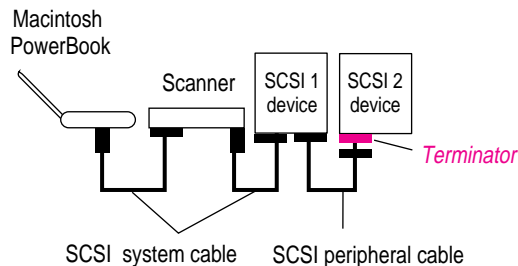 Macintosh
PowerBook
Scanner
SCSI 1
device
SCSI 2
device
Terminator
SCSI system cable
SCSI peripheral cable